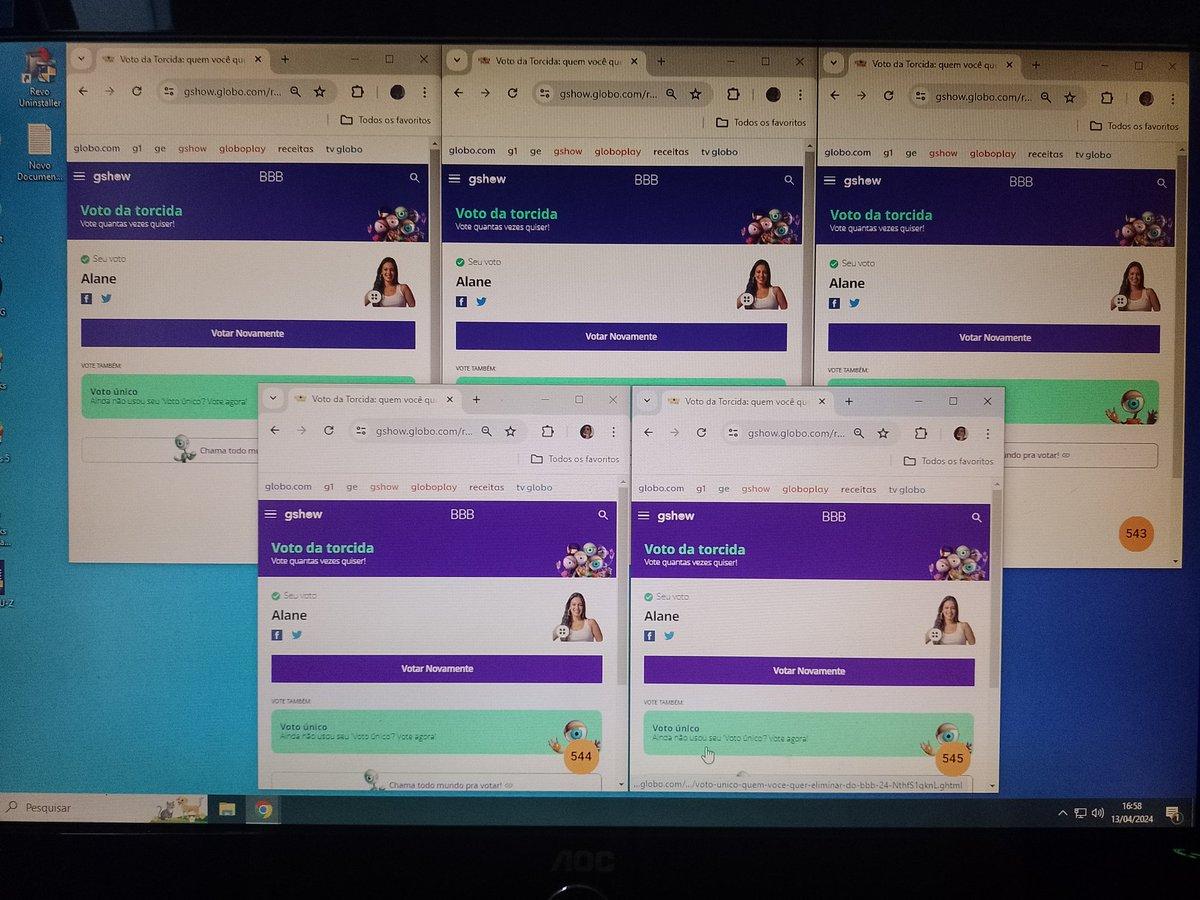 Revo
Uninstaller
Novo
Documen...
Voto da Torcida: quem você qu
gshow.globo.com/r...
Todos os favoritos
globo.com g1 ge gshow globoplay receitas tv globo
gshow BBB
Voto da torcida
Vote quantas vezes quiser!
Seu voto
Alane
Votar Novamente
VOTE TAMBÉM:
Voto único
Ainda não usou seu 'Voto único'? Vote agora!
Chama todo mu
Voto da Torcida: quem você qu
gshow.globo.com/r...
Todos os favoritos
globo.com g1 ge gshow globoplay receitas tv globo
gshow BBB
Voto da torcida
Vote quantas vezes quiser!
Seu voto
Alane
Votar Novamente
VOTE TAMBÉM:
Voto da Torcida: quem você qu
gshow.globo.com/r...
Todos os favoritos
globo.com g1 ge gshow globoplay receitas tv globo
gshow BBB
Voto da torcida
Vote quantas vezes quiser!
Seu voto
Alane
Votar Novamente
VOTE TAMBÉM:
ndo pra votar!
543
Voto da Torcida: quem você qu
gshow.globo.com/r...
Todos os favoritos
globo.com g1 ge gshow globoplay receitas tv globo
gshow BBB
Voto da torcida
Vote quantas vezes quiser!
Seu voto
Alane
Votar Novamente
VOTE TAMBÉM:
Voto único
Ainda não usou seu 'Voto único'? Vote agora!
544
Chama todo mundo pra votar!
Voto da Torcida: quem você qu
gshow.globo.com/r...
Todos os favoritos
globo.com g1 ge gshow globoplay receitas tv globo
gshow BBB
Voto da torcida
Vote quantas vezes quiser!
Seu voto
Alane
Votar Novamente
VOTE TAMBÉM:
Voto único
Ainda não usou seu 'Voto único'? Vote agora!
545
globo.com/.../voto-unico-quem-voce-quer-eliminar-do-bbb-24-NthfS1qknL.ghtml
Pesquisar
16:58
13/04/2024
1
AOC